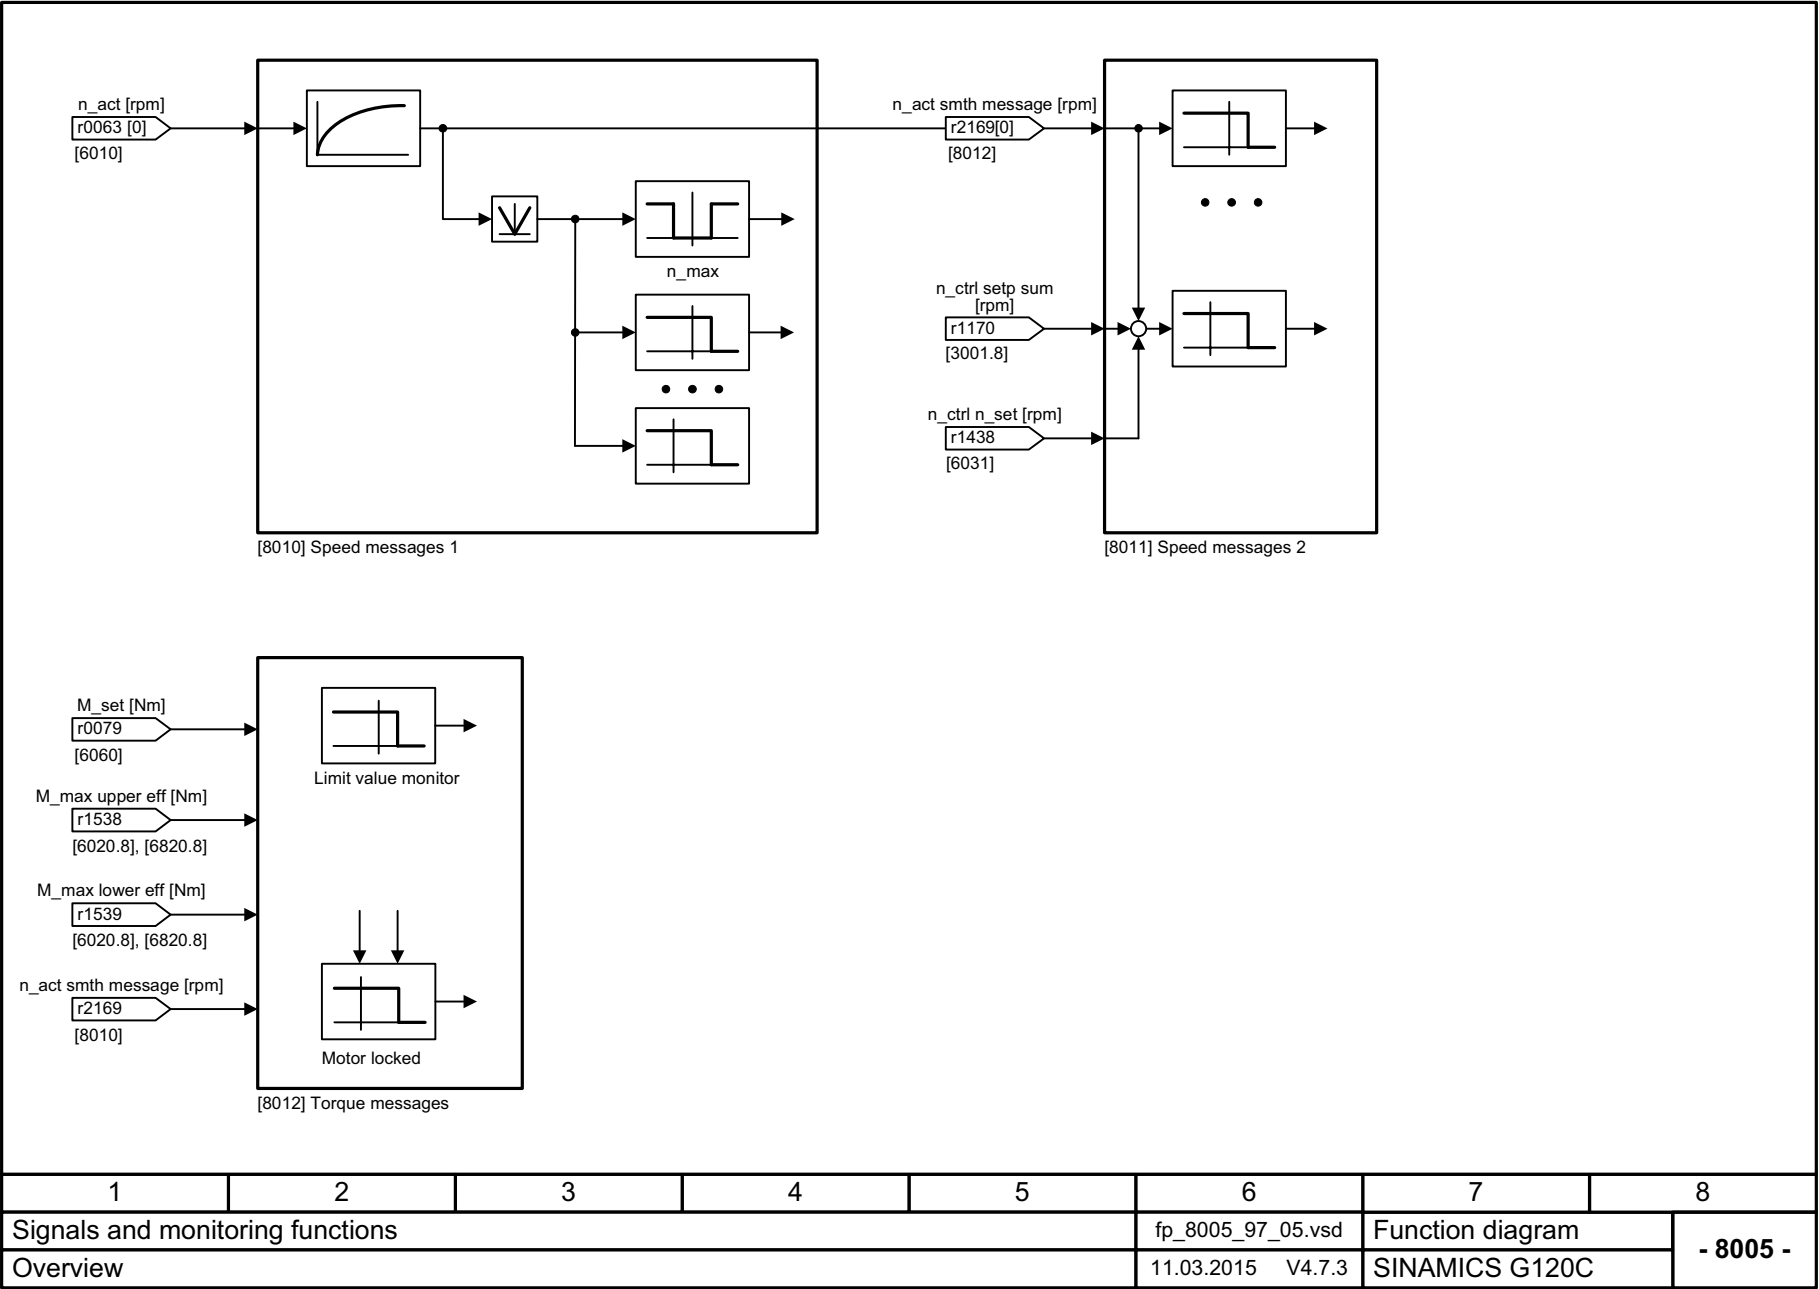 n_act [rpm]
r0063 [0]
[6010]
n_max
[8010] Speed messages 1
n_act smth message [rpm]
r2169[0]
[8012]
n_ctrl setp sum
[rpm]
r1170
[3001.8]
n_ctrl n_set [rpm]
r1438
[6031]
[8011] Speed messages 2
M_set [Nm]
r0079
[6060]
M_max upper eff [Nm]
r1538
[6020.8], [6820.8]
M_max lower eff [Nm]
r1539
[6020.8], [6820.8]
n_act smth message [rpm]
r2169
[8010]
Limit value monitor
Motor locked
[8012] Torque messages
1 2 3 4 5 6 7 8
Signals and monitoring functions fp_8005_97_05.vsd Function diagram
- 8005 -
Overview 11.03.2015 V4.7.3 SINAMICS G120C